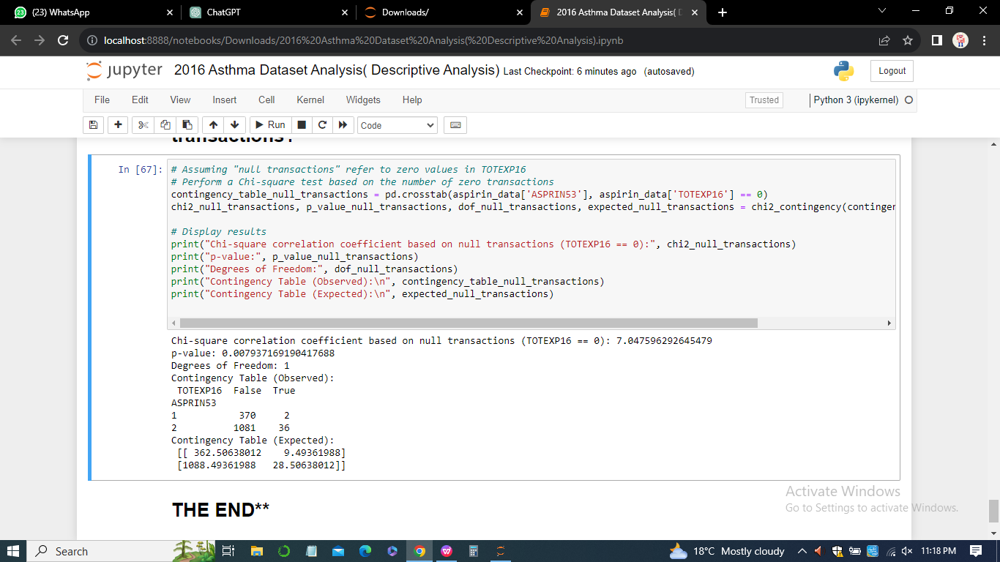 (23) WhatsApp
ChatGPT
Downloads/
2016 Asthma Dataset Analysis(
localhost:8888/notebooks/Downloads/2016%20Asthma%20Dataset%20Analysis(%20Descriptive%20Analysis).ipynb
jupyter 2016 Asthma Dataset Analysis( Descriptive Analysis) Last Checkpoint: 6 minutes ago (autosaved)
Logout
File Edit View Insert Cell Kernel Widgets Help
Trusted
Python 3 (ipykernel)
Run
Code
transactions?
In [67]:
# Assuming "null transactions" refer to zero values in TOTEXP16
# Perform a Chi-square test based on the number of zero transactions
contingency_table_null_transactions = pd.crosstab(aspirin_data['ASPRIN53'], aspirin_data['TOTEXP16'] == 0)
chi2_null_transactions, p_value_null_transactions, dof_null_transactions, expected_null_transactions = chi2_contingency(continger
# Display results
print("Chi-square correlation coefficient based on null transactions (TOTEXP16 == 0):", chi2_null_transactions)
print("p-value:", p_value_null_transactions)
print("Degrees of Freedom:", dof_null_transactions)
print("Contingency Table (Observed):\n", contingency_table_null_transactions)
print("Contingency Table (Expected):\n", expected_null_transactions)
Chi-square correlation coefficient based on null transactions (TOTEXP16 == 0): 7.047596292645479
p-value: 0.007937169190417688
Degrees of Freedom: 1
Contingency Table (Observed):
TOTEXP16 False True
ASPRIN53
1 370 2
2 1081 36
Contingency Table (Expected):
[[ 362.50638012 9.49361988]
[1088.49361988 28.50638012]]
THE END**
Activate Windows
Go to Settings to activate Windows.
Search
18°C Mostly cloudy
11:18 PM